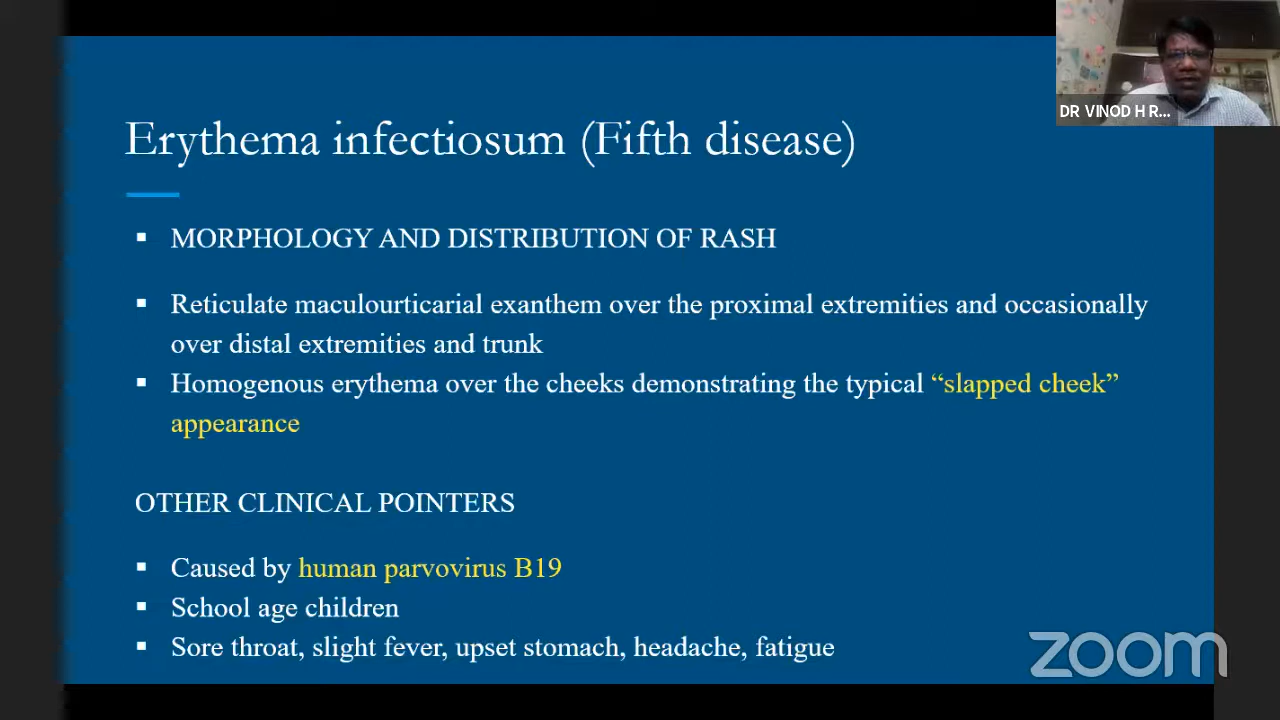 DR VINOD H R...
Erythema infectiosum (Fifth disease)
▪ MORPHOLOGY AND DISTRIBUTION OF RASH
▪ Reticulate maculourticarial exanthem over the proximal extremities and occasionally
over distal extremities and trunk
▪ Homogenous erythema over the cheeks demonstrating the typical “slapped cheek”
appearance
OTHER CLINICAL POINTERS
▪ Caused by human parvovirus B19
▪ School age children
▪ Sore throat, slight fever, upset stomach, headache, fatigue
zoom